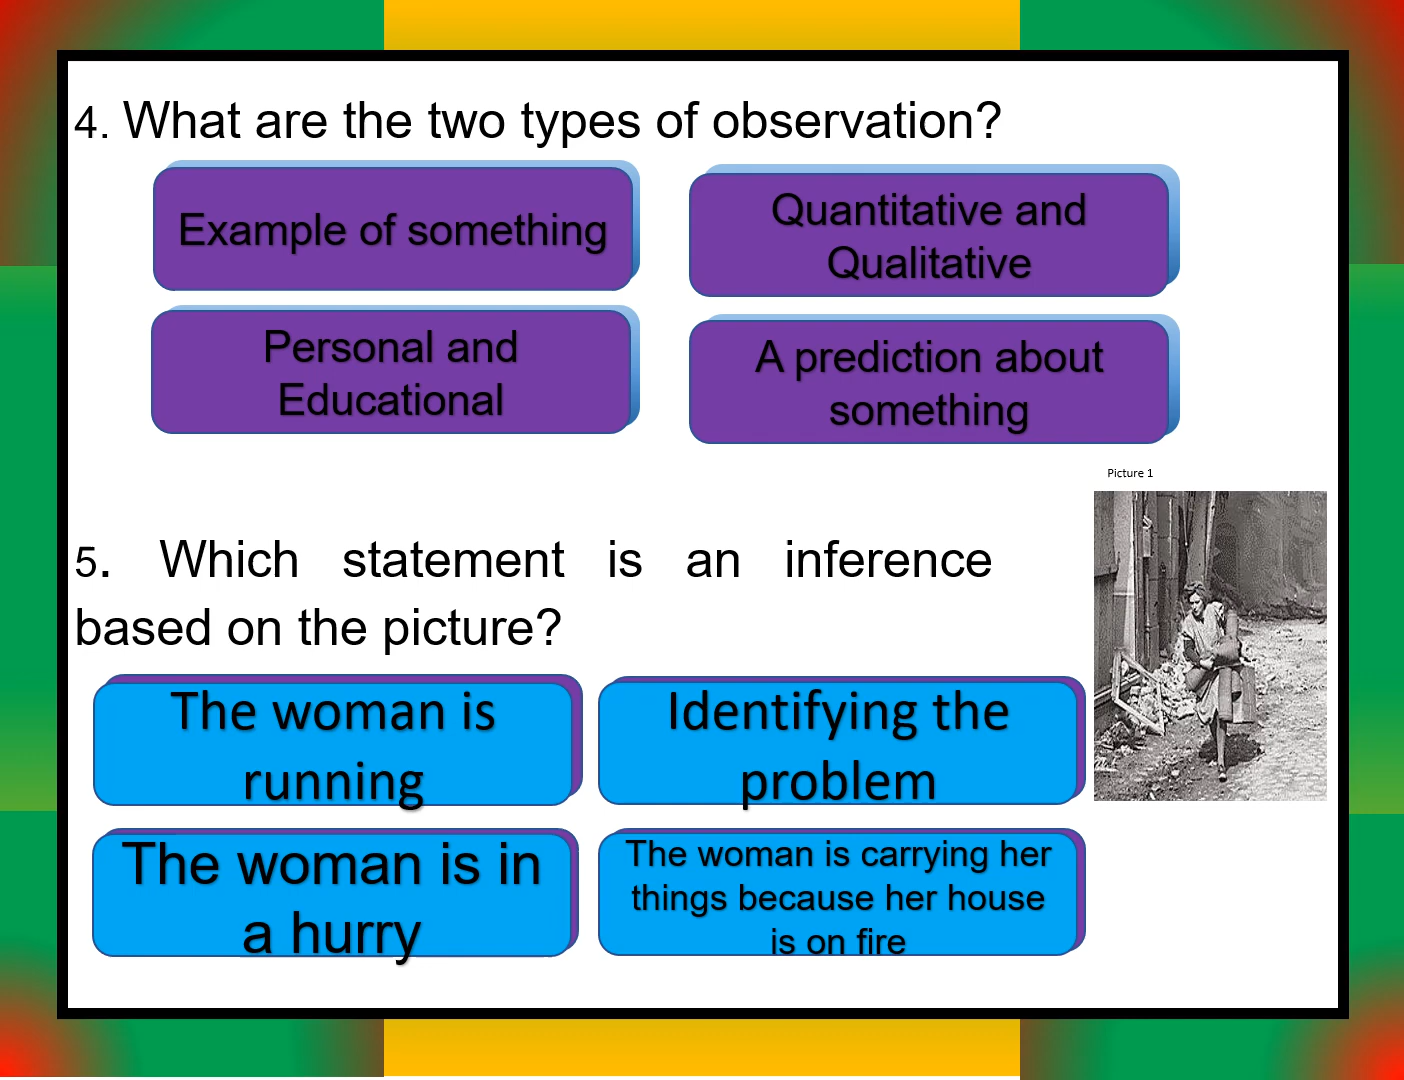 4. What are the two types of observation?
Example of something
Quantitative and
Qualitative
Personal and
Educational
A prediction about
something
Picture 1
5. Which statement is an inference
based on the picture?
The woman is
running
Identifying the
problem
The woman is in
a hurry
The woman is carrying her
things because her house
is on fire